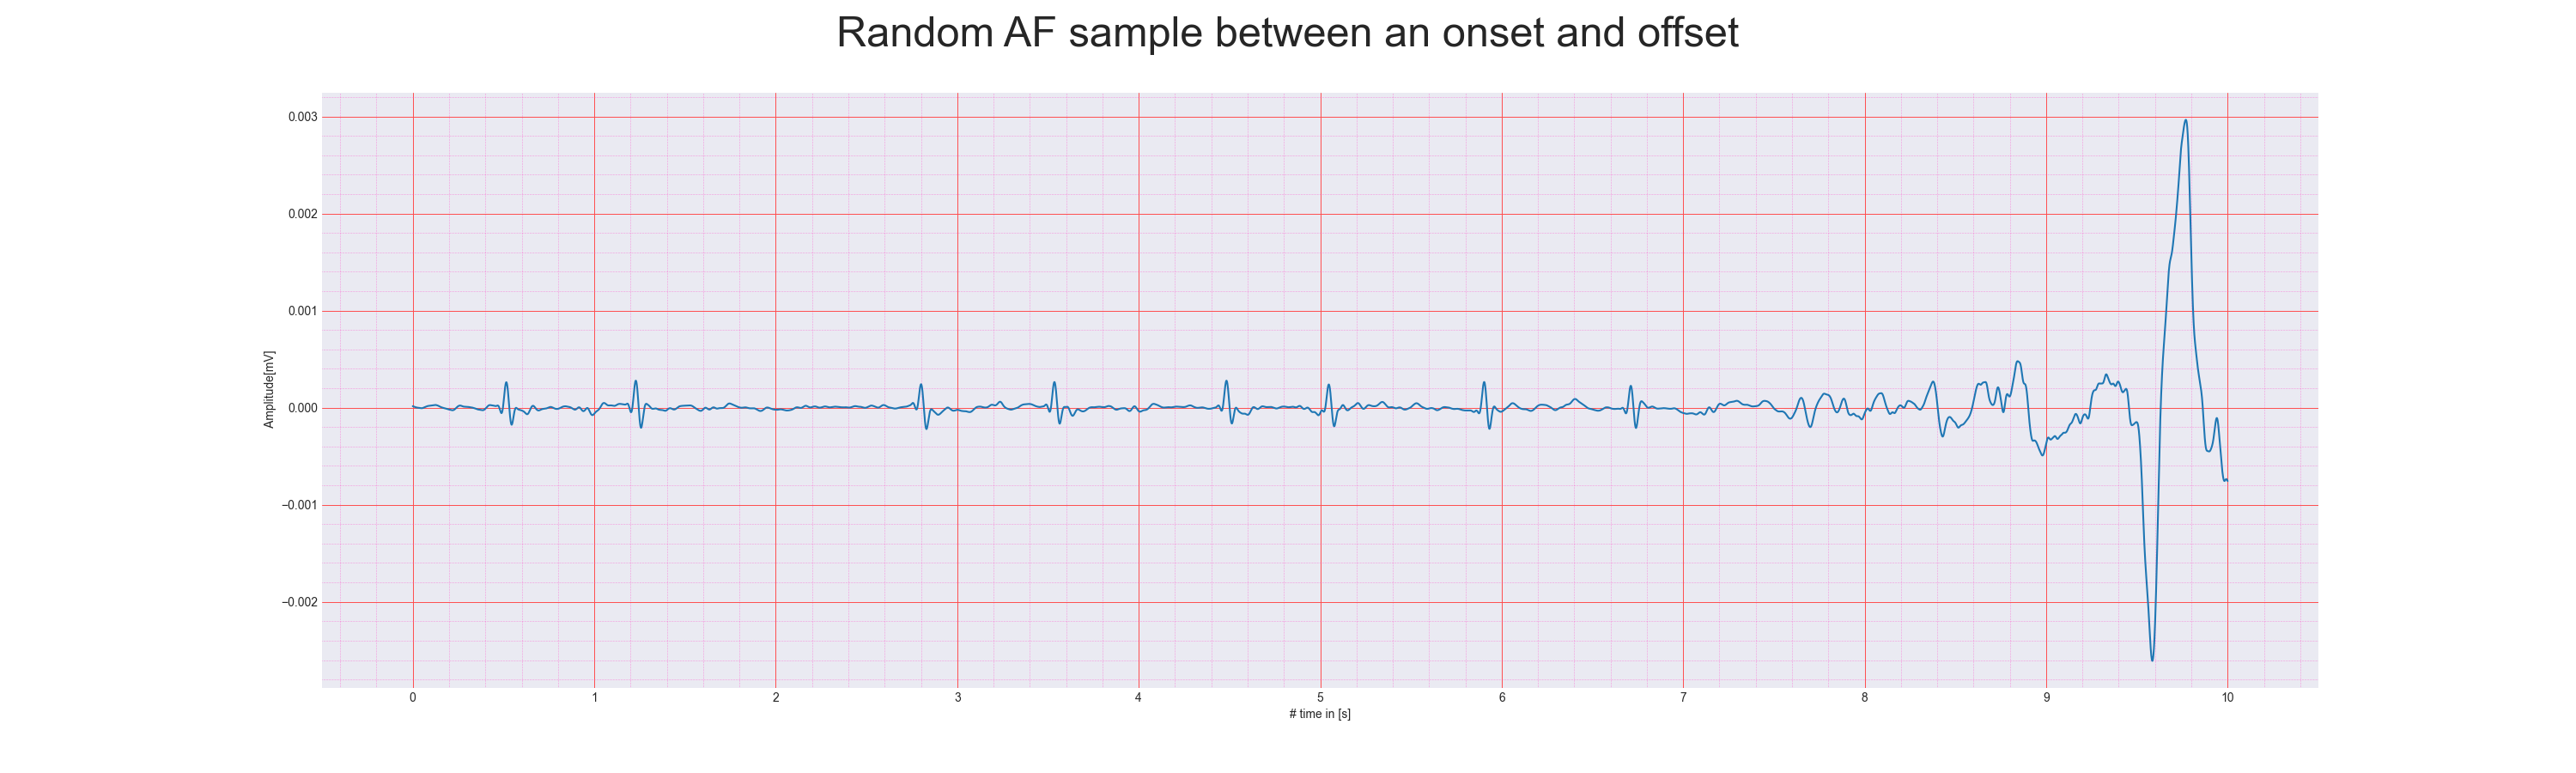 Random AF sample between an onset and offset
0.003
0.002
0.001
0.000
−0.001
−0.002
Amplitude[mV]
0 1 2 3 4 5 6 7 8 9 10
# time in [s]